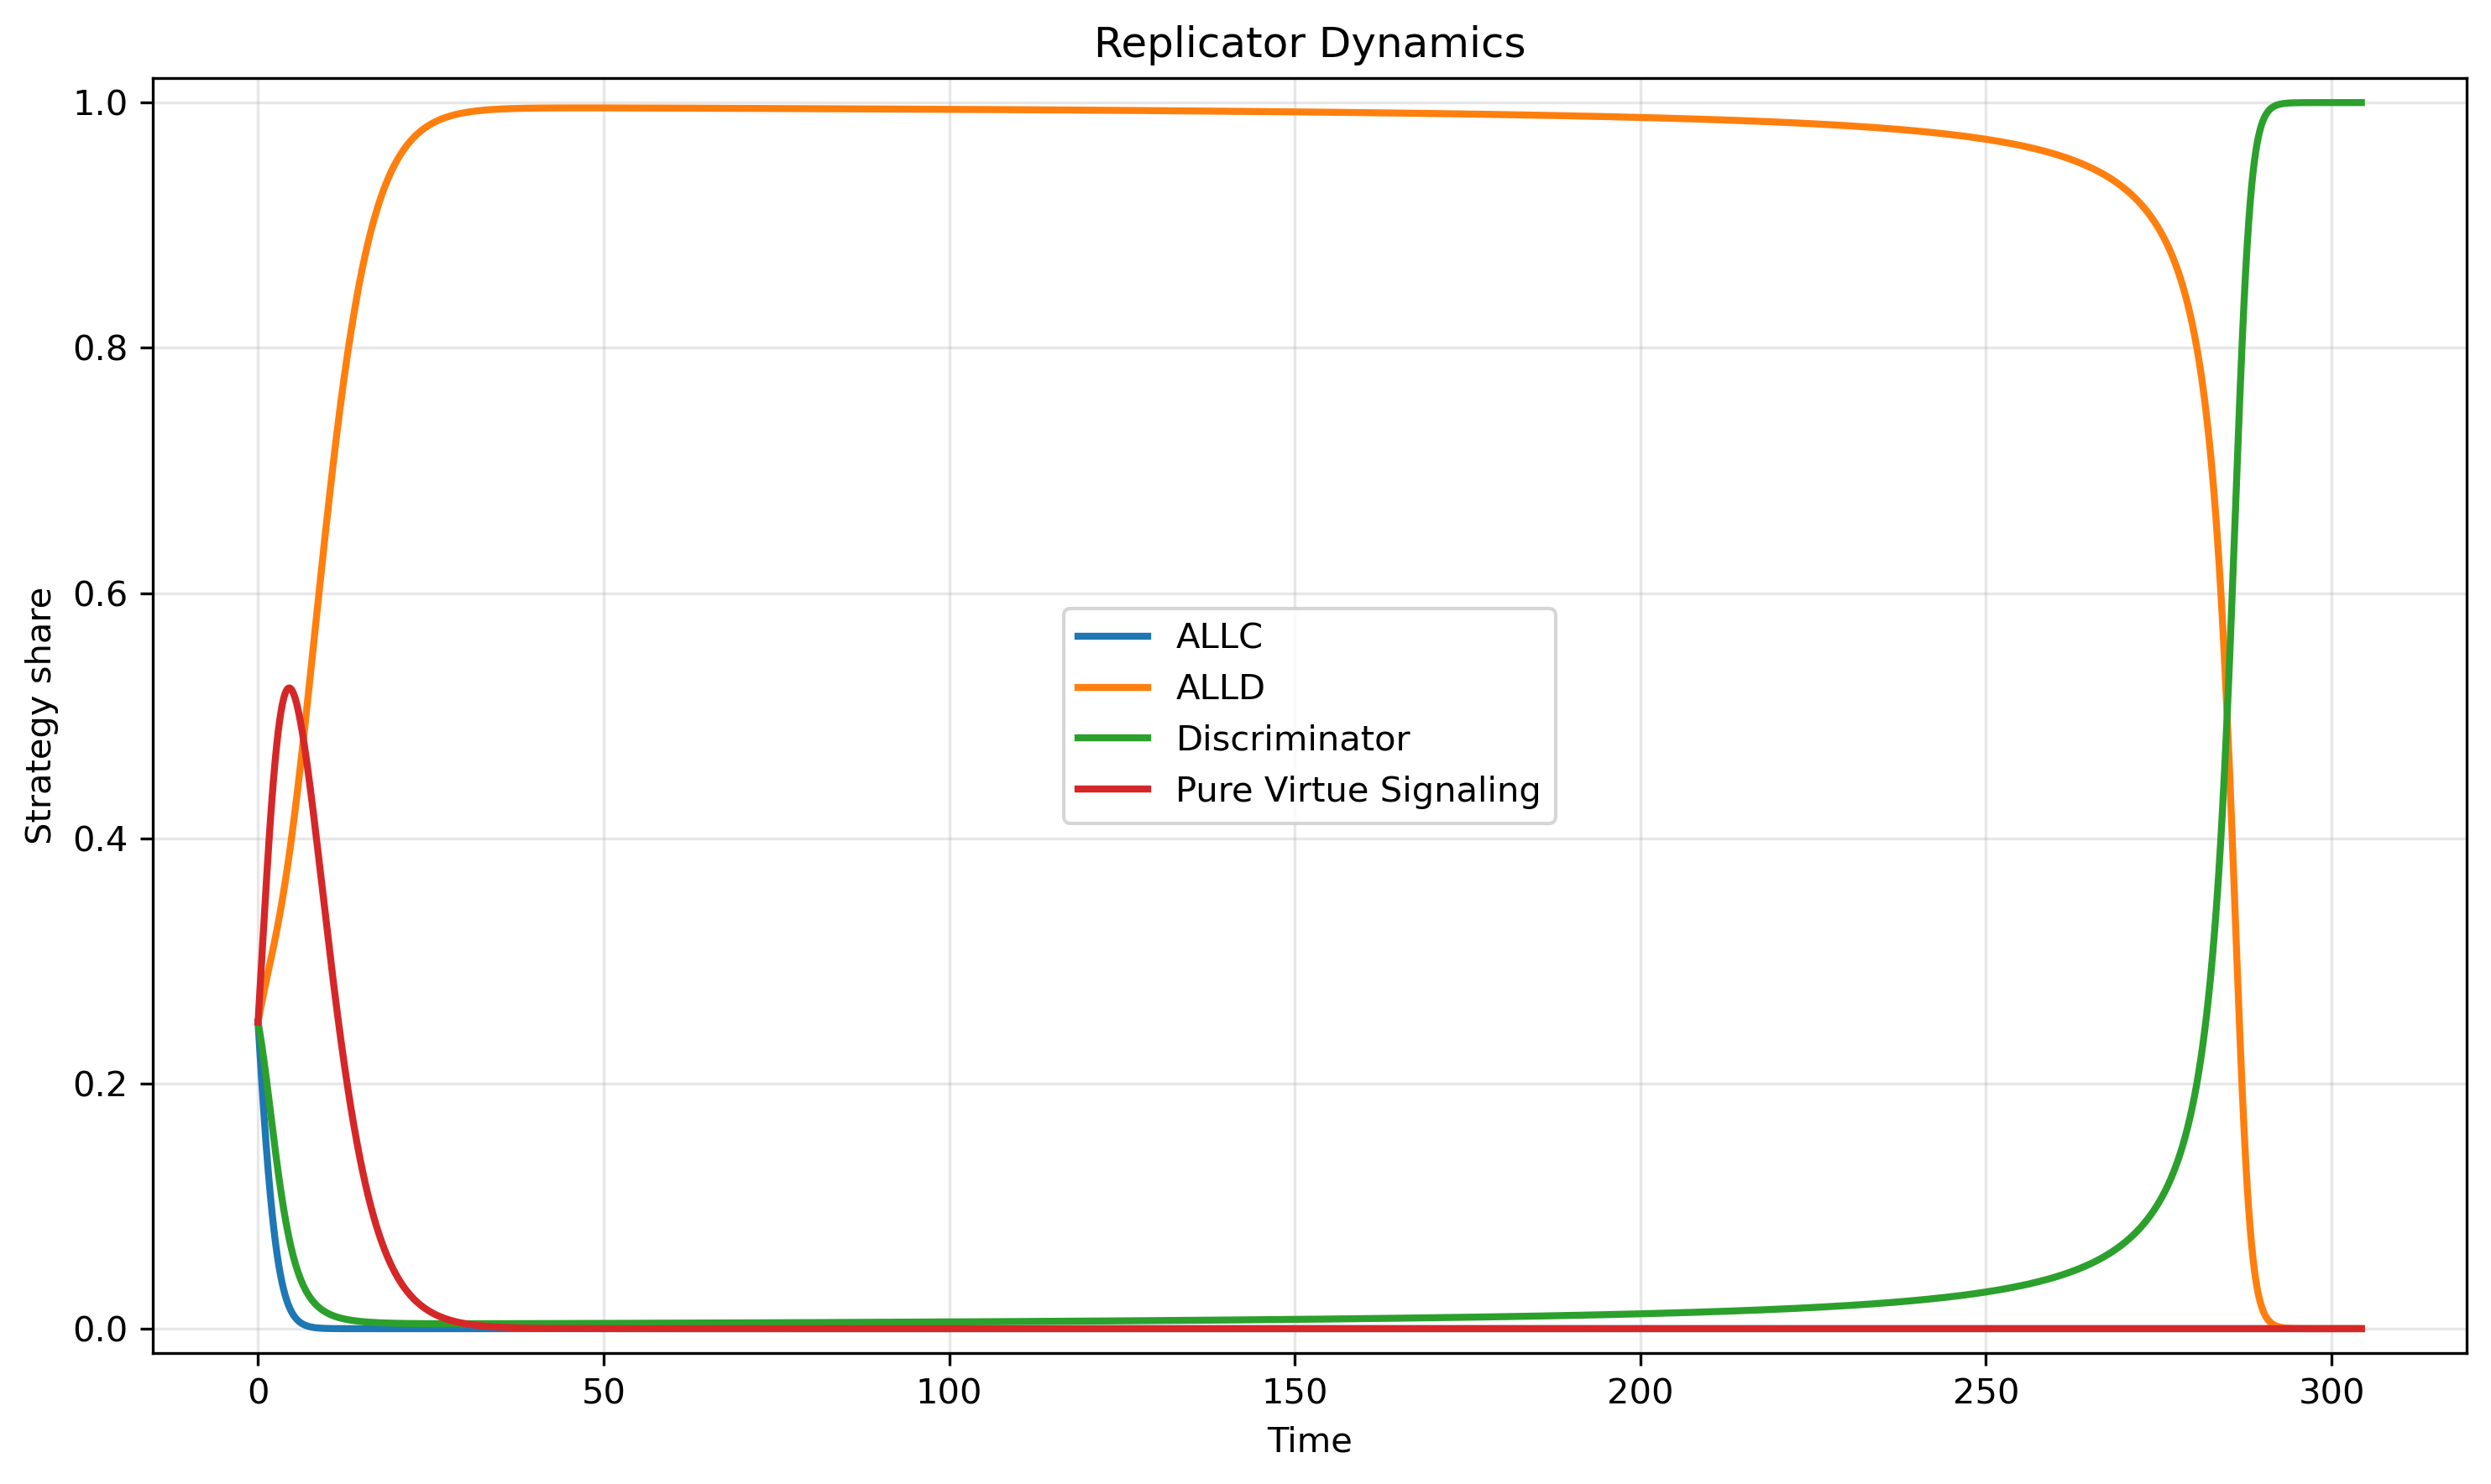 Replicator Dynamics
Strategy share
1.0
0.8
0.6
0.4
0.2
0.0
ALLC
ALLD
Discriminator
Pure Virtue Signaling
0 50 100 150 200 250 300
Time